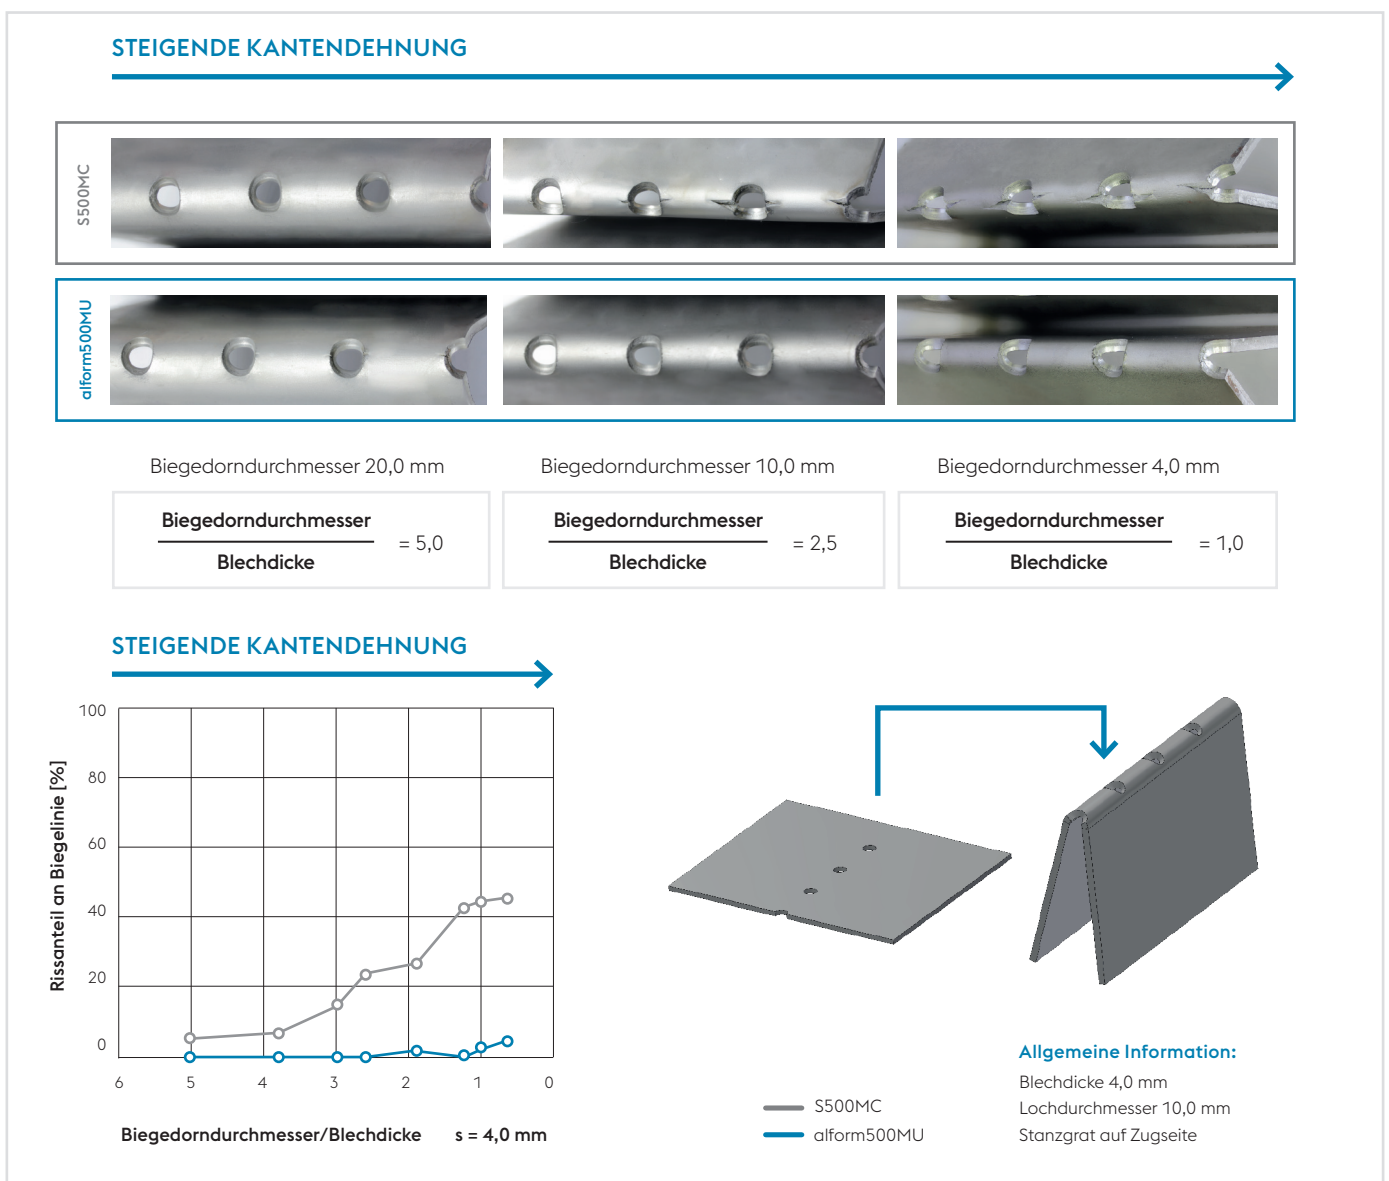 STEIGENDE KANTENDEHNUNG
S500MC
alform500MU
Biegedorndurchmesser 20,0 mm
Biegedorndurchmesser 10,0 mm
Biegedorndurchmesser 4,0 mm
Biegedorndurchmesser
Blechdicke
= 5,0
Biegedorndurchmesser
Blechdicke
= 2,5
Biegedorndurchmesser
Blechdicke
= 1,0
STEIGENDE KANTENDEHNUNG
Rissanteil an Biegelinie [%]
100
80
60
40
20
0
6 5 4 3 2 1 0
Biegedorndurchmesser/Blechdicke s = 4,0 mm
S500MC
alform500MU
Allgemeine Information:
Blechdicke 4,0 mm
Lochdurchmesser 10,0 mm
Stanzgrat auf Zugseite